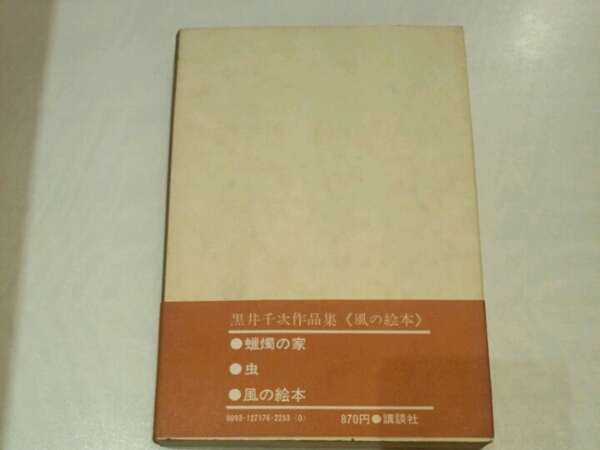 黒井千次作品集《風の絵本》
●蠟燭の家
●虫
●風の絵本
0093-127176-2253 (0) 870円●講談社